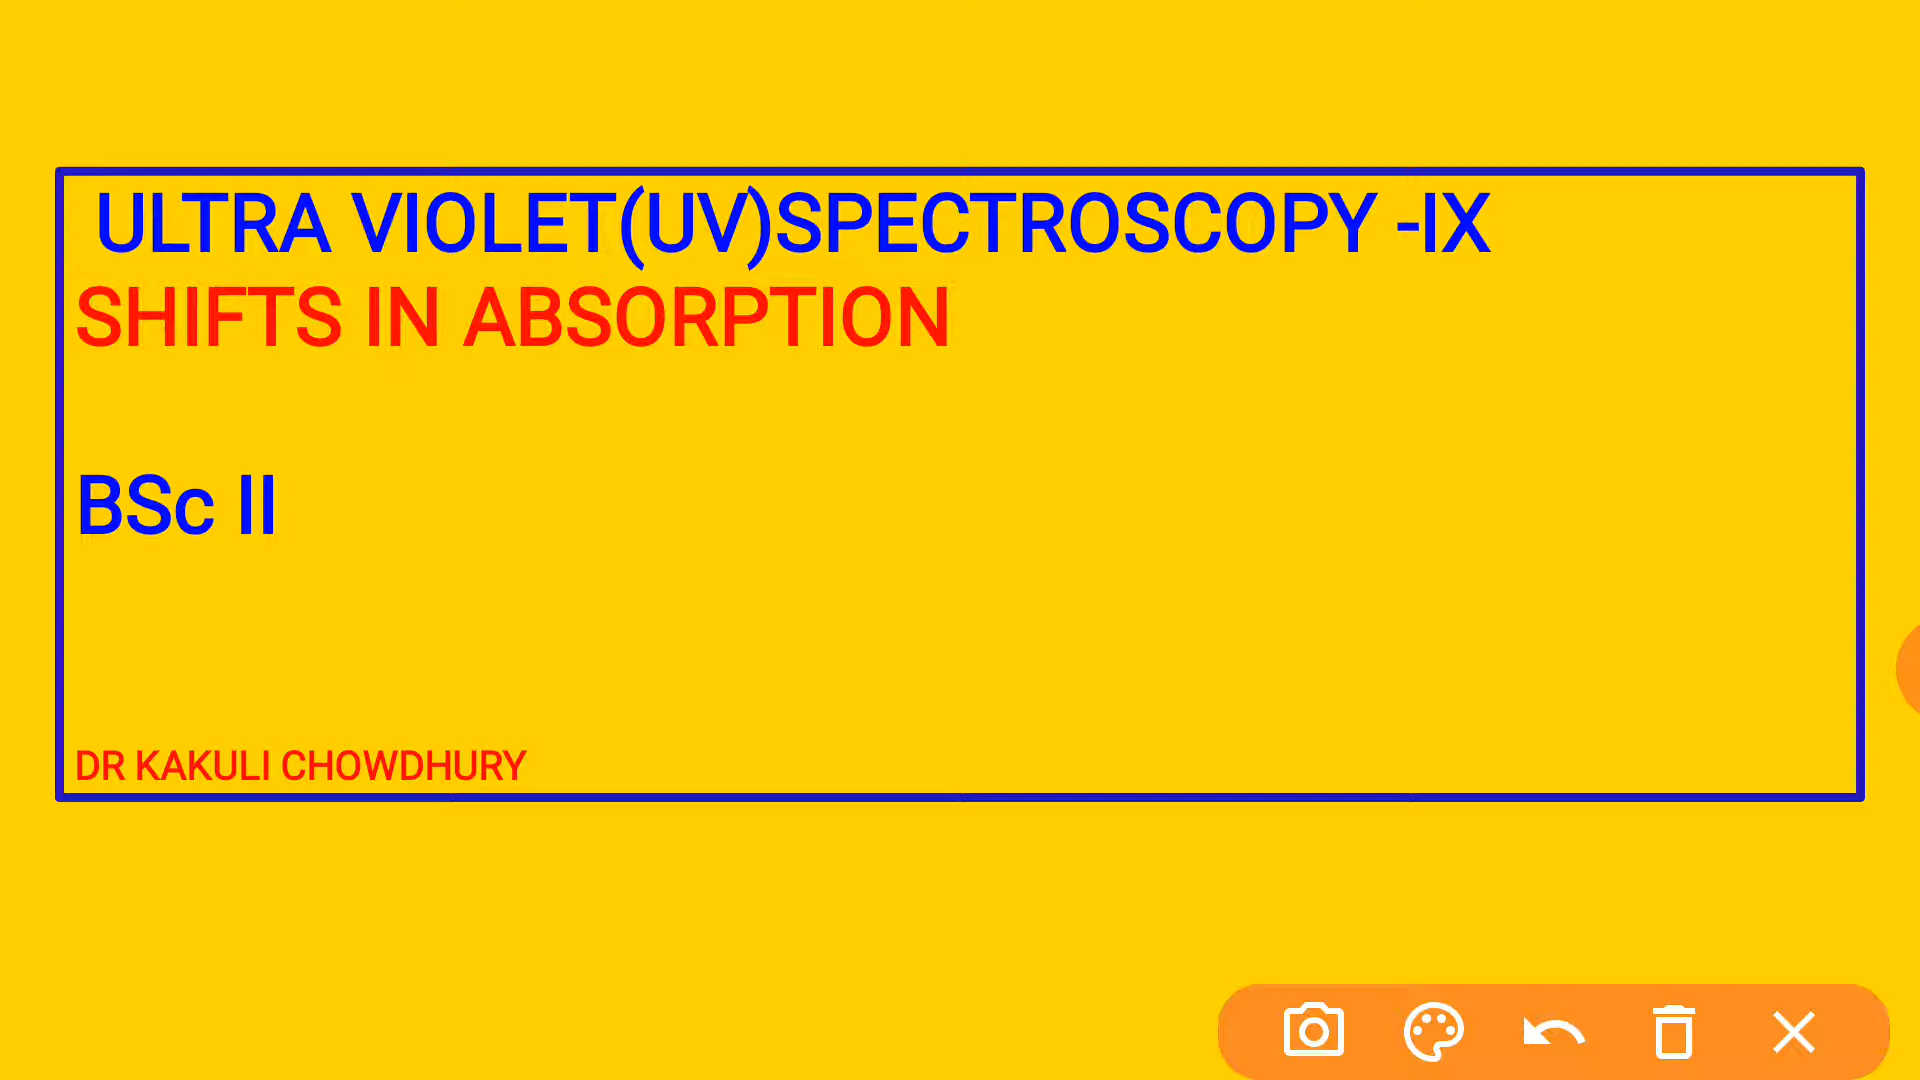 ULTRA VIOLET(UV)SPECTROSCOPY -IX
SHIFTS IN ABSORPTION
BSc II
DR KAKULI CHOWDHURY